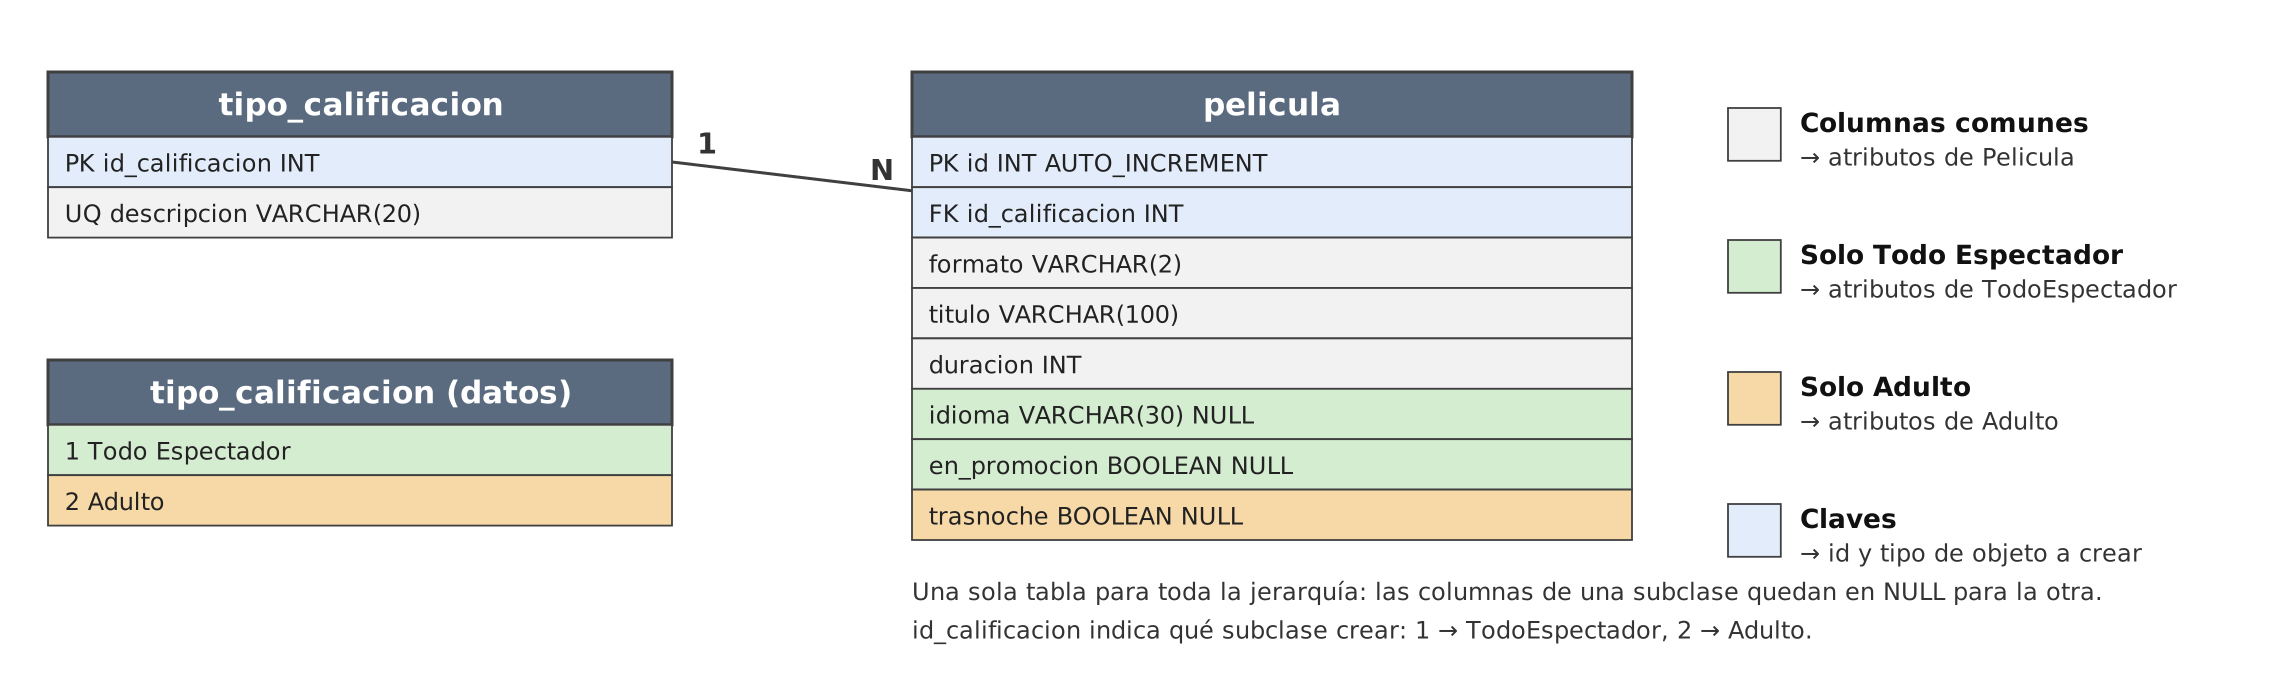 tipo_calificacion
PK id_calificacion INT
UQ descripcion VARCHAR(20)
1
N
pelicula
PK id INT AUTO_INCREMENT
FK id_calificacion INT
formato VARCHAR(2)
titulo VARCHAR(100)
duracion INT
idioma VARCHAR(30) NULL
en_promocion BOOLEAN NULL
trasnoche BOOLEAN NULL
tipo_calificacion (datos)
1 Todo Espectador
2 Adulto
Columnas comunes
→ atributos de Pelicula
Solo Todo Espectador
→ atributos de TodoEspectador
Solo Adulto
→ atributos de Adulto
Claves
→ id y tipo de objeto a crear
Una sola tabla para toda la jerarquía: las columnas de una subclase quedan en NULL para la otra.
id_calificacion indica qué subclase crear: 1 → TodoEspectador, 2 → Adulto.